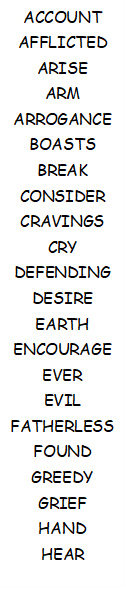 ACCOUNT
AFFLICTED
ARISE
ARM
ARROGANCE
BOASTS
BREAK
CONSIDER
CRAVINGS
CRY
DEFENDING
DESIRE
EARTH
ENCOURAGE
EVER
EVIL
FATHERLESS
FOUND
GREEDY
GRIEF
HAND
HEAR